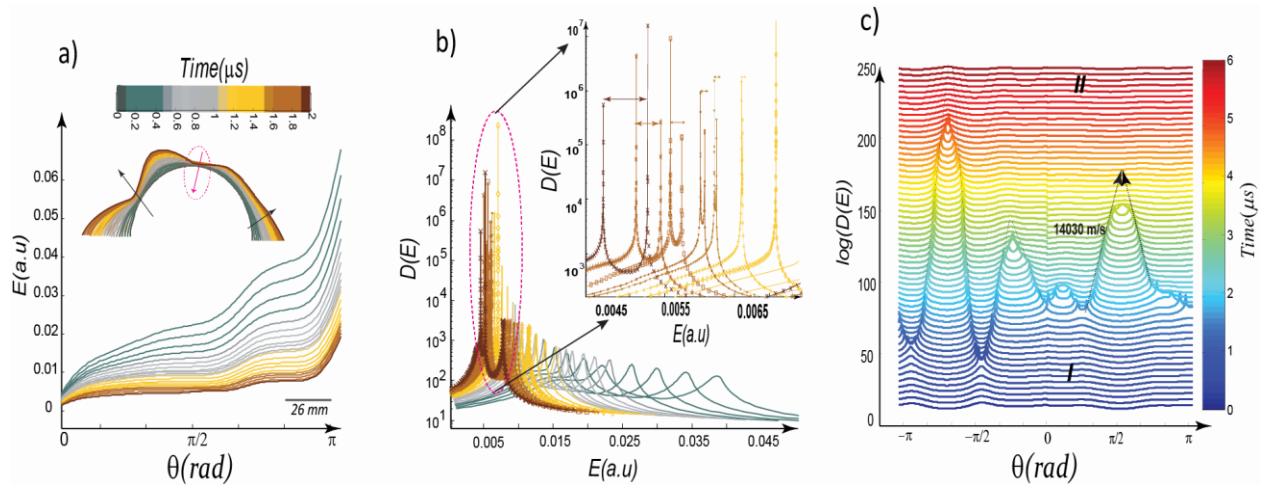 a)
Time(μs)
0 0.2 0.4 0.6 0.8 1 1.2 1.4 1.6 1.8 2
E(a.u)
0.06
0.05
0.04
0.03
0.02
0.01
0
26 mm
0 π/2 π
θ(rad)
b)
D(E)
10^8
10^7
10^6
10^5
10^4
10^3
10^2
10^1
0.005 0.015 0.025 0.035 0.045
E(a.u)
D(E)
10^7
10^6
10^5
10^4
10^3
0.0045 0.0055 0.0065
E(a.u)
c)
log(D(E))
250
200
150
100
50
0
II
14030 m/s
I
−π −π/2 0 π/2 π
θ(rad)
6
5
4
3
2
1
0
Time(μs)